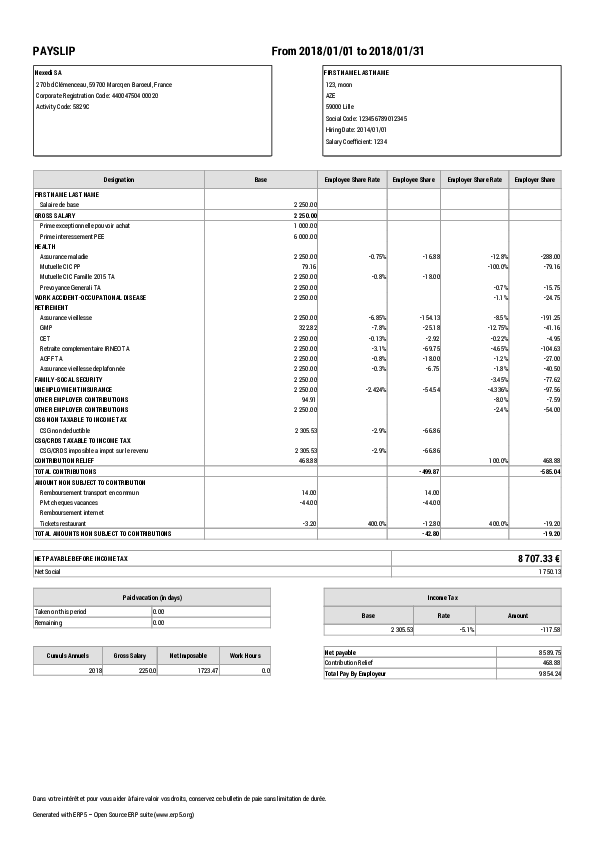 PAYSLIP From 2018/01/01 to 2018/01/31
Nexedi SA
270 bd Clémenceau, 59700 Marcq en Baroeul, France
Corporate Registration Code: 440047504 00020
Activity Code: 5829C
FIRSTNAME LASTNAME
123, moon
AZE
59000 Lille
Social Code: 123456789012345
Hiring Date: 2014/01/01
Salary Coefficient: 1234
Designation Base Employee Share Rate Employee Share Employer Share Rate Employer Share
FIRSTNAME LAST NAME
Salaire de base 2 250.00
GROSS SALARY 2 250.00
Prime exceptionelle pouvoir achat 1 000.00
Prime interessement PEE 6 000.00
HEALTH
Assurance maladie 2 250.00 -0.75% -16.88 -12.8% -288.00
Mutuelle CIC PP 79.16 -100.0% -79.16
Mutuelle CIC Famille 2015 TA 2 250.00 -0.8% -18.00
Prevoyance Generali TA 2 250.00 -0.7% -15.75
WORK ACCIDENT-OCCUPATIONAL DISEASE 2 250.00 -1.1% -24.75
RETIREMENT
Assurance vieillesse 2 250.00 -6.85% -154.13 -8.5% -191.25
GMP 322.82 -7.8% -25.18 -12.75% -41.16
CET 2 250.00 -0.13% -2.92 -0.22% -4.95
Retraite complementaire IRNEO TA 2 250.00 -3.1% -69.75 -4.65% -104.63
AGFF TA 2 250.00 -0.8% -18.00 -1.2% -27.00
Assurance vieillesse deplafonnée 2 250.00 -0.3% -6.75 -1.8% -40.50
FAMILY-SOCAL SECURITY 2 250.00 -3.45% -77.62
UNEMPLOYMENT INSURANCE 2 250.00 -2.424% -54.54 -4.336% -97.56
OTHER EMPLOYER CONTRIBUTIONS 94.91 -8.0% -7.59
OTHER EMPLOYER CONTRIBUTIONS 2 250.00 -2.4% -54.00
CSG NON TAXABLE TO INCOME TAX
CSG non deductible 2 305.53 -2.9% -66.86
CSG/CRDS TAXABLE TO INCOME TAX
CSG/CRDS imposible a impot sur le revenu 2 305.53 -2.9% -66.86
CONTRIBUTION RELIEF 468.88 100.0% 468.88
TOTAL CONTRIBUTIONS -499.87 -585.04
AMOUNT NON SUBJECT TO CONTRIBUTION
Remboursement transport en commun 14.00 14.00
Plvt cheques vacances -44.00 -44.00
Remboursement internet
Tickets restaurant -3.20 400.0% -12.80 400.0% -19.20
TOTAL AMOUNTS NON SUBJECT TO CONTRIBUTIONS -42.80 -19.20
NET PAYABLE BEFORE INCOME TAX 8 707.33 €
Net Social 1 750.13
Paid vacation (in days)
Taken on this period 0.00
Remaining 0.00
Income Tax
Base Rate Amount
2 305.53 -5.1% -117.58
Cumuls Annuels Gross Salary Net Imposable Work Hours
2018 2250.0 1723.47 0.0
Net payable 8 589.75
Contribution Relief 468.88
Total Pay By Employeur 9 854.24
Dans votre intérêt et pour vous aider à faire valoir vos droits, conservez ce bulletin de paie sans limitation de durée.
Generated with ERP5 – Open Source ERP suite (www.erp5.org)